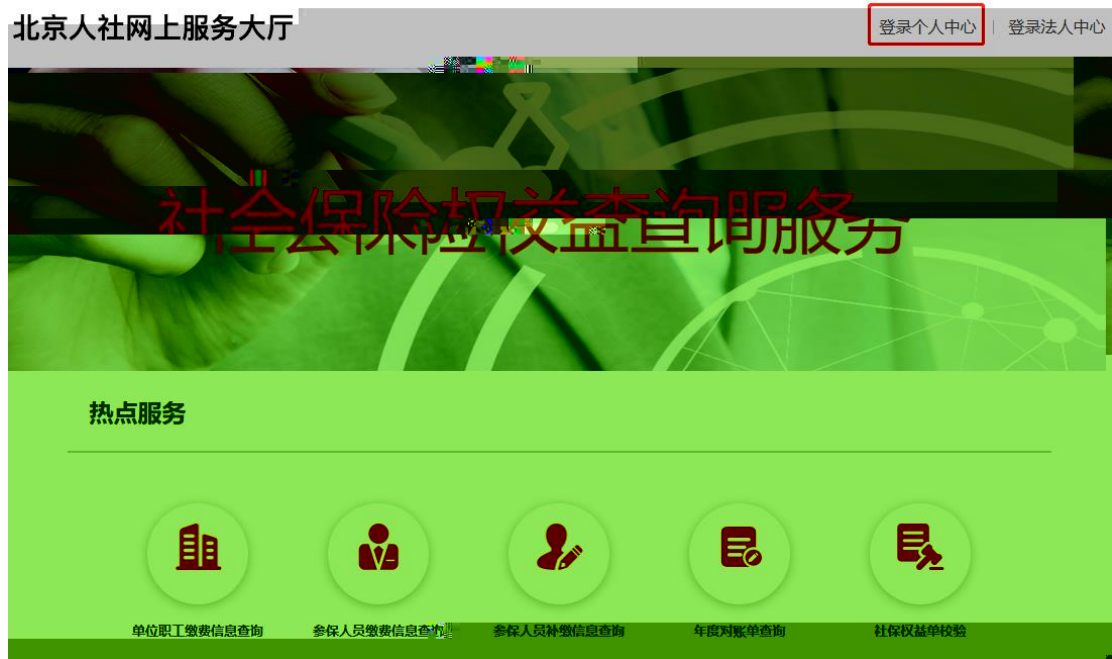 北京人社网上服务大厅
登录个人中心 | 登录法人中心
社会保险权益查询服务
热点服务
单位职工缴费信息查询
参保人员缴费信息查询
参保人员补缴信息查询
年度对账单查询
社保权益单校验